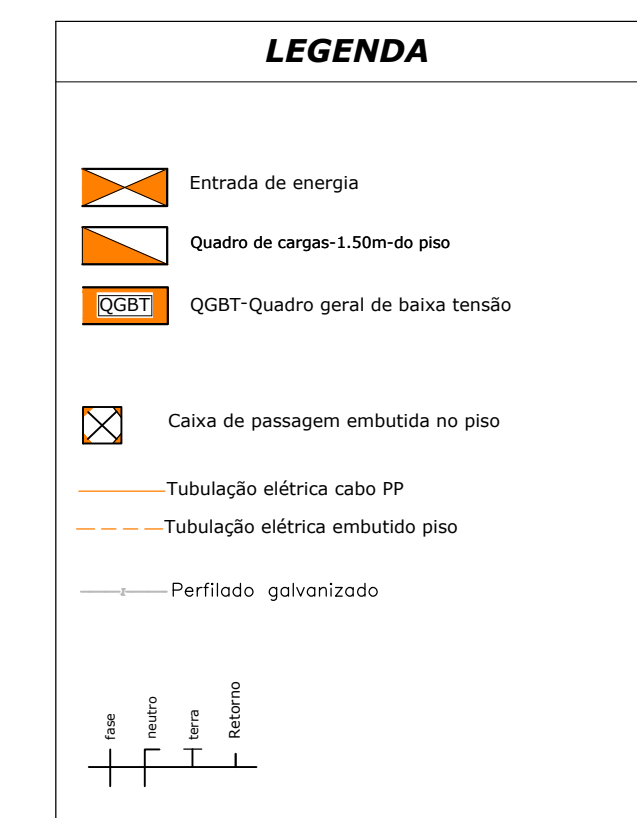 LEGENDA
Entrada de energia
Quadro de cargas-1.50m-do piso
QGBT QGBT-Quadro geral de baixa tensão
Caixa de passagem embutida no piso
Tubulação elétrica cabo PP
Tubulação elétrica embutido piso
Perfilado galvanizado
fase
neutro
terra
Retorno